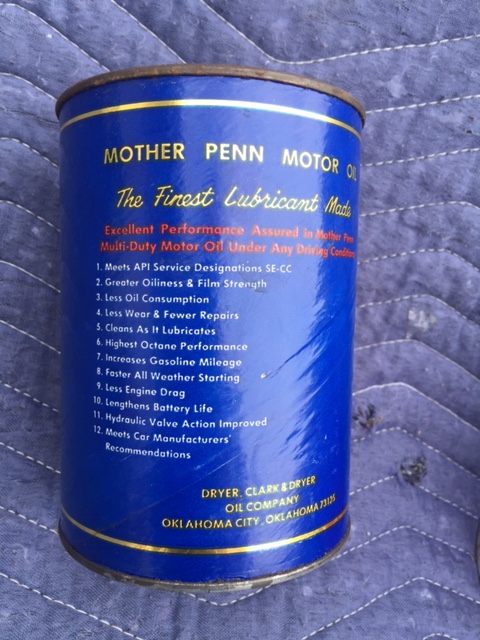 MOTHER PENN MOTOR OIL
The Finest Lubricant Made
Excellent Performance Assured in Mother Penn
Multi-Duty Motor Oil Under Any Driving Conditions
1. Meets API Service Designations SE-CC
2. Greater Oiliness & Film Strength
3. Less Oil Consumption
4. Less Wear & Fewer Repairs
5. Cleans As It Lubricates
6. Highest Octane Performance
7. Increases Gasoline Mileage
8. Faster All Weather Starting
9. Less Engine Drag
10. Lengthens Battery Life
11. Hydraulic Valve Action Improved
12. Meets Car Manufacturers'
Recommendations
DRYER, CLARK & DRYER
OIL COMPANY
OKLAHOMA CITY, OKLAHOMA 73125